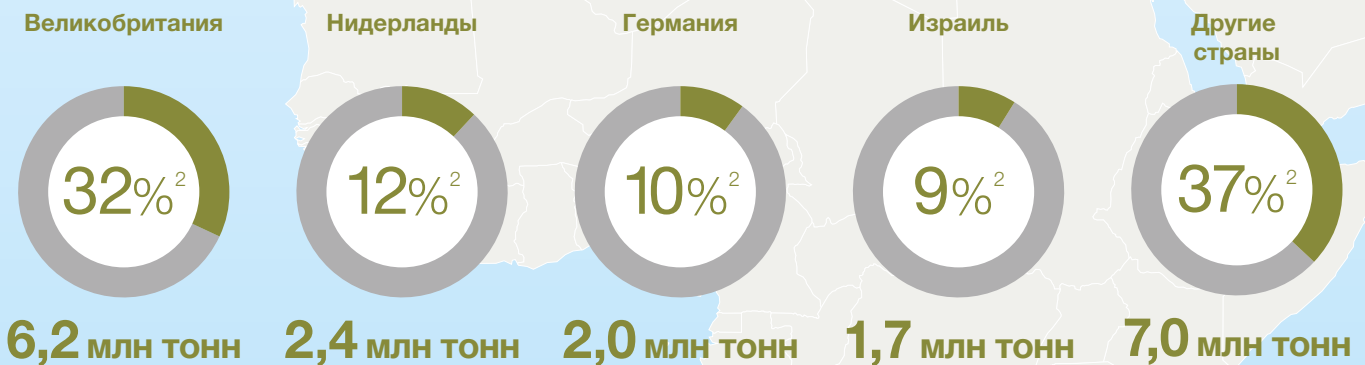 Великобритания
32%2
6,2 млн тонн
Нидерланды
12%2
2,4 млн тонн
Германия
10%2
2,0 млн тонн
Израиль
9%2
1,7 млн тонн
Другие
страны
37%2
7,0 млн тонн